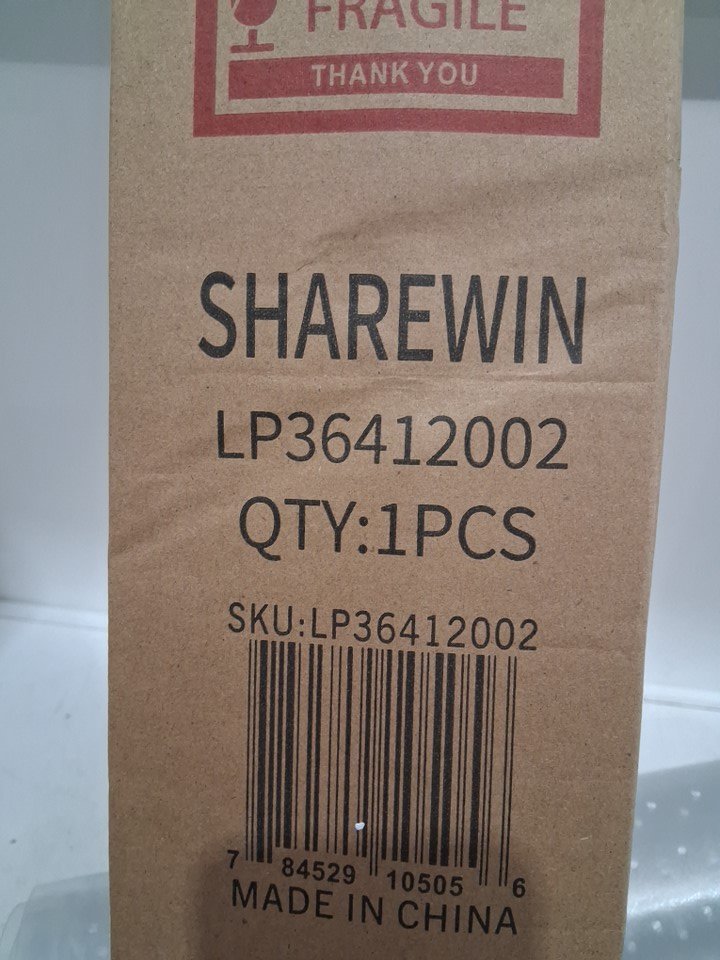 FRAGILE
THANK YOU
SHAREWIN
LP36412002
QTY:1PCS
SKU:LP36412002
7 84529 10505 6
MADE IN CHINA